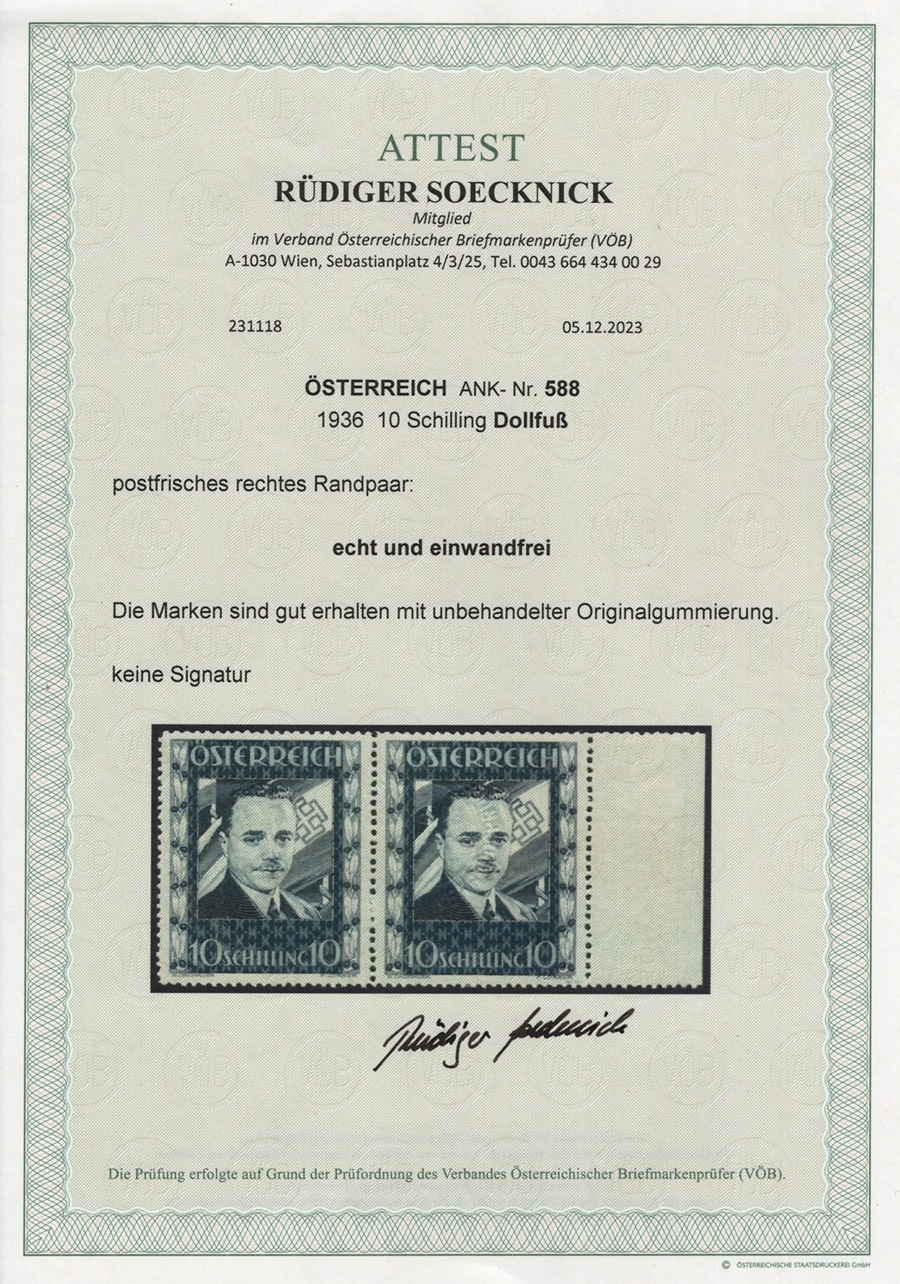 ATTEST
RÜDIGER SOECKNICK
Mitglied
im Verband Österreichischer Briefmarkenprüfer (VÖB)
A-1030 Wien, Sebastianplatz 4/3/25, Tel. 0043 664 434 00 29
231118 05.12.2023
ÖSTERREICH ANK- Nr. 588
1936 10 Schilling Dollfuß
postfrisches rechtes Randpaar:
echt und einwandfrei
Die Marken sind gut erhalten mit unbehandelter Originalgummierung.
keine Signatur
ÖSTERREICH ÖSTERREICH
10 SCHILLING 10 10 SCHILLING 10
Rüdiger Soecknick
Die Prüfung erfolgte auf Grund der Prüfordnung des Verbandes Österreichischer Briefmarkenprüfer (VÖB).
© ÖSTERREICHISCHE STAATSDRUCKEREI GmbH